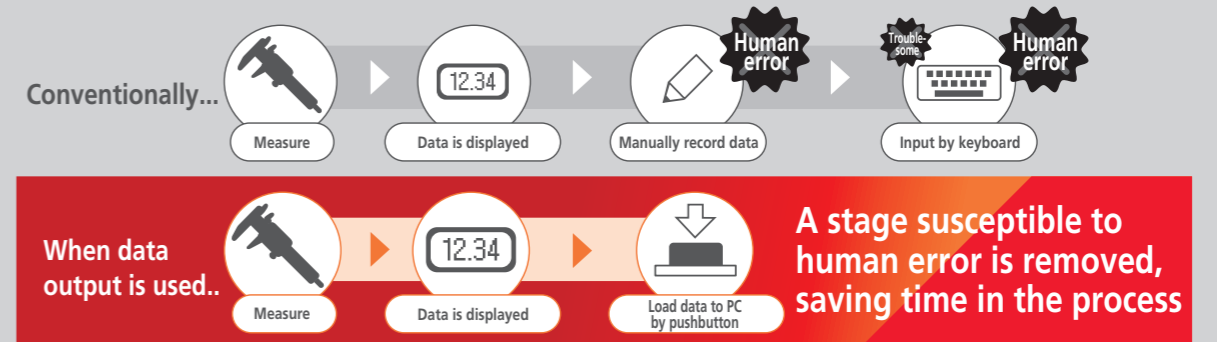 Conventionally...
12.34
Human
error
Trouble-
some
Human
error
Measure
Data is displayed
Manually record data
Input by keyboard
When data
output is used..
12.34
A stage susceptible to
human error is removed,
saving time in the process
Measure
Data is displayed
Load data to PC
by pushbutton